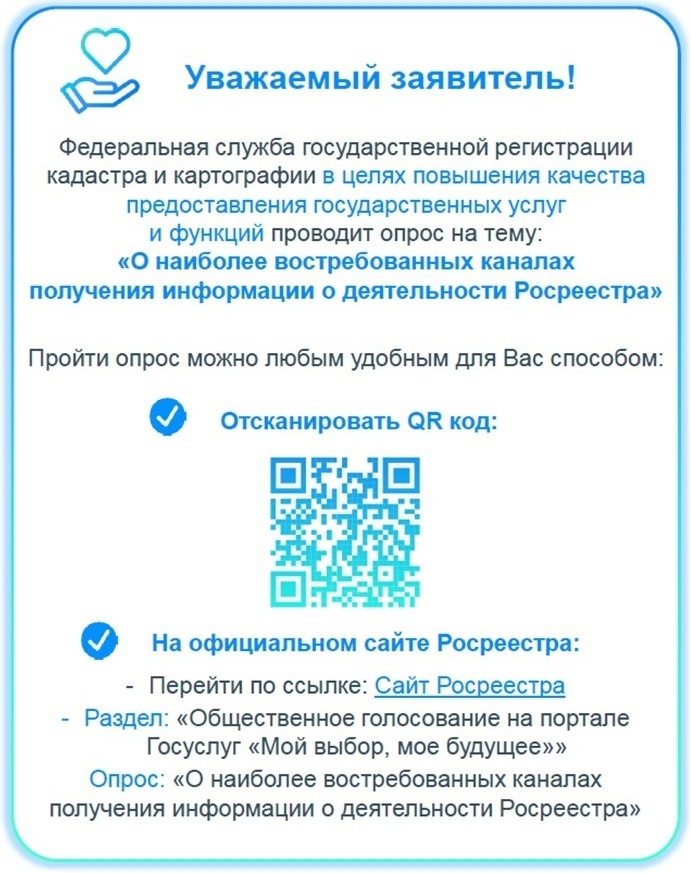 Уважаемый заявитель!
Федеральная служба государственной регистрации
кадастра и картографии в целях повышения качества
предоставления государственных услуг
и функций проводит опрос на тему:
«О наиболее востребованных каналах
получения информации о деятельности Росреестра»
Пройти опрос можно любым удобным для Вас способом:
Отсканировать QR код:
На официальном сайте Росреестра:
- Перейти по ссылке: Сайт Росреестра
- Раздел: «Общественное голосование на портале
Госуслуг «Мой выбор, мое будущее»»
Опрос: «О наиболее востребованных каналах
получения информации о деятельности Росреестра»